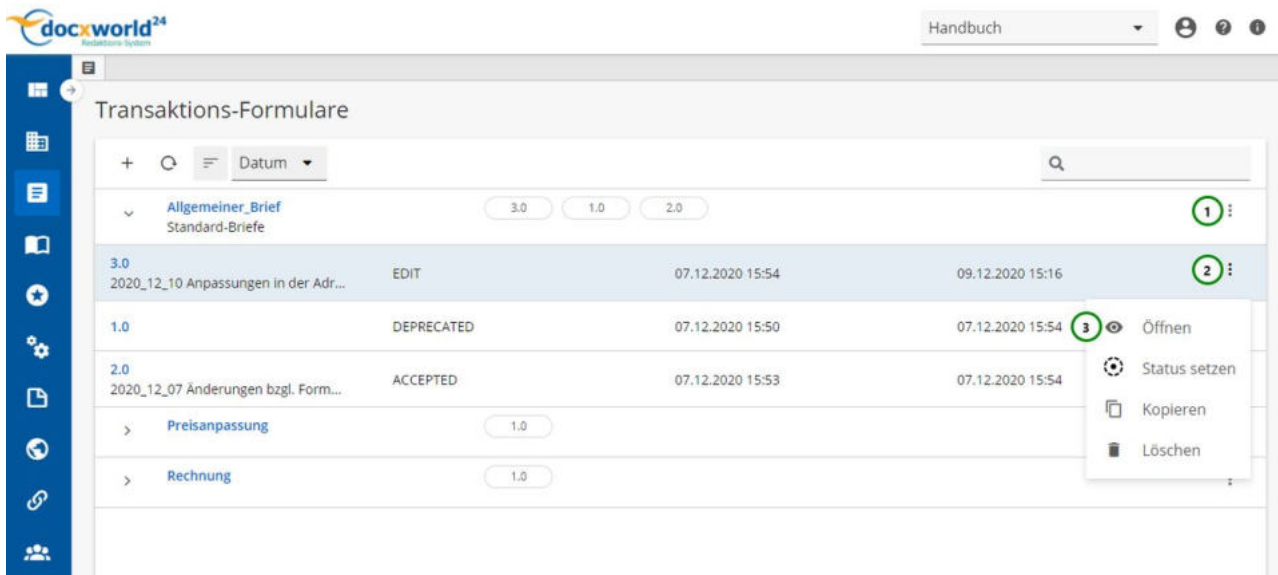 docxworld24
Redaktions-System
Handbuch
Transaktions-Formulare
Datum
Allgemeiner_Brief 3.0 1.0 2.0 1
Standard-Briefe
3.0
2020_12_10 Anpassungen in der Adr... EDIT 07.12.2020 15:54 09.12.2020 15:16 2
1.0 DEPRECATED 07.12.2020 15:50 07.12.2020 15:54 3 Öffnen
Status setzen
2.0
2020_12_07 Änderungen bzgl. Form... ACCEPTED 07.12.2020 15:53 07.12.2020 15:54
Kopieren
Preisanpassung 1.0
Löschen
Rechnung 1.0